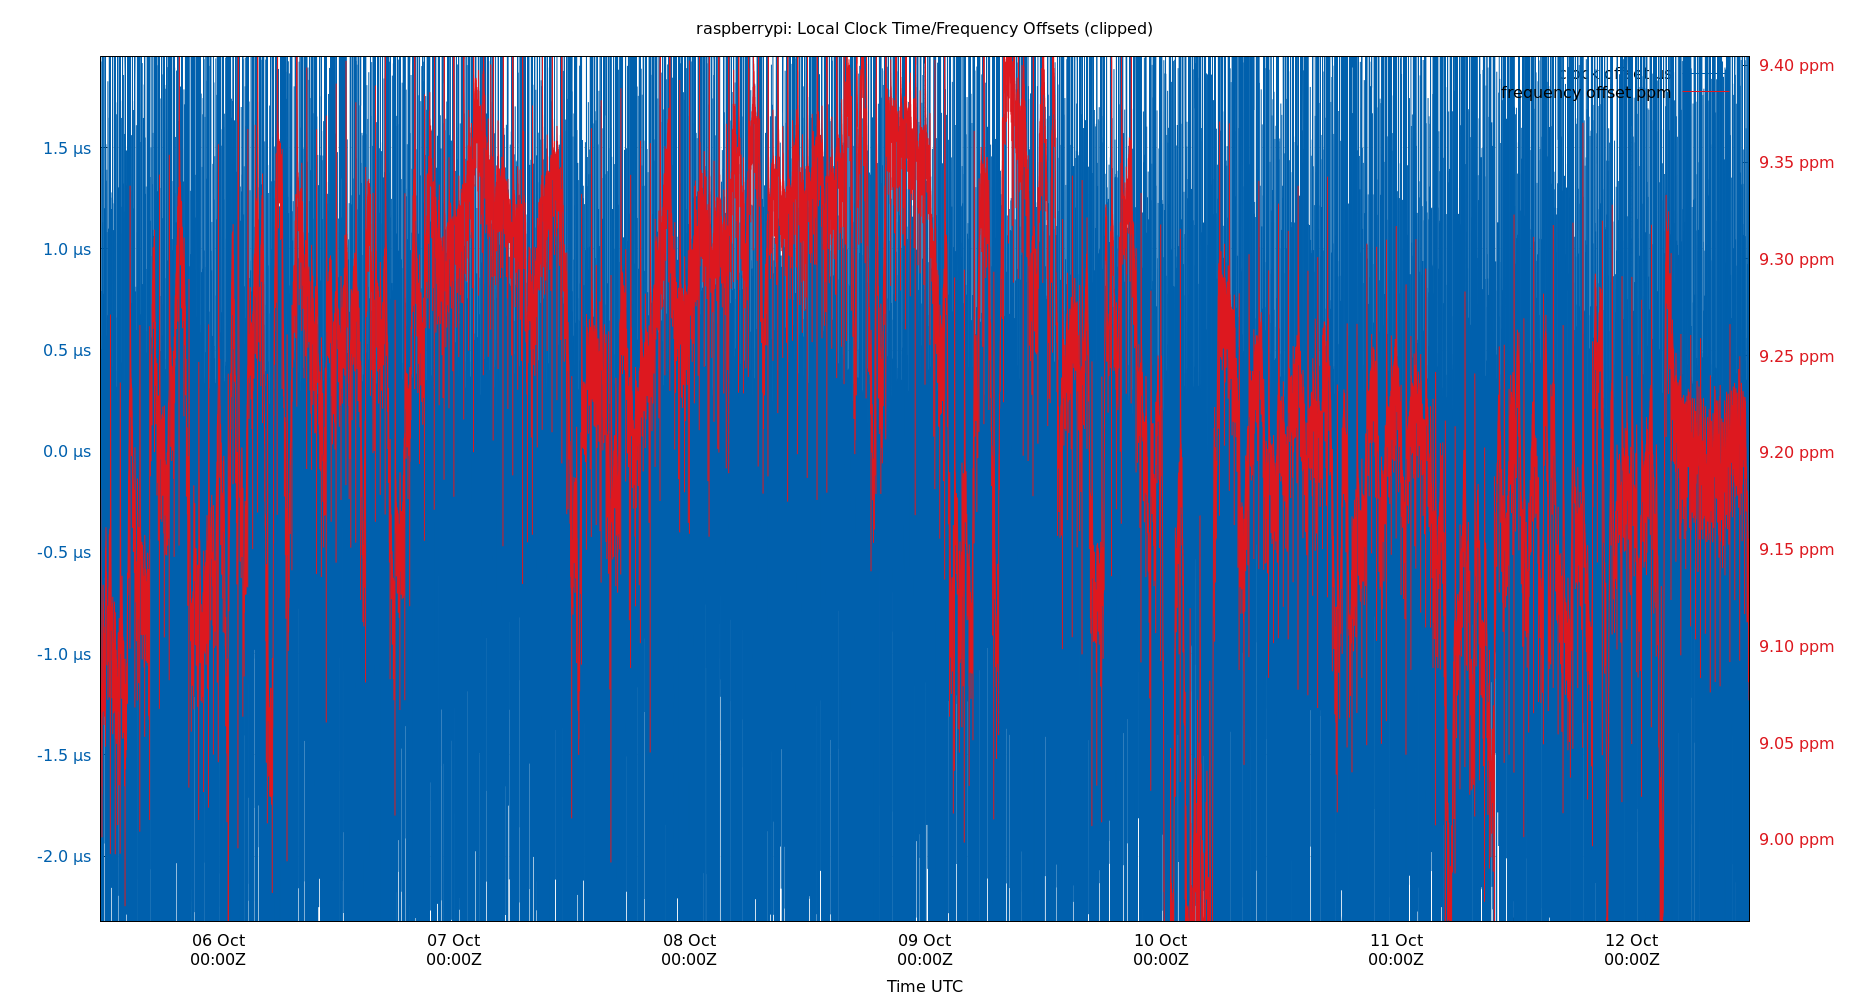 raspberrypi: Local Clock Time/Frequency Offsets (clipped)
clock offset us
frequency offset ppm
1.5 µs
1.0 µs
0.5 µs
0.0 µs
-0.5 µs
-1.0 µs
-1.5 µs
-2.0 µs
9.40 ppm
9.35 ppm
9.30 ppm
9.25 ppm
9.20 ppm
9.15 ppm
9.10 ppm
9.05 ppm
9.00 ppm
06 Oct
00:00Z
07 Oct
00:00Z
08 Oct
00:00Z
09 Oct
00:00Z
10 Oct
00:00Z
11 Oct
00:00Z
12 Oct
00:00Z
Time UTC